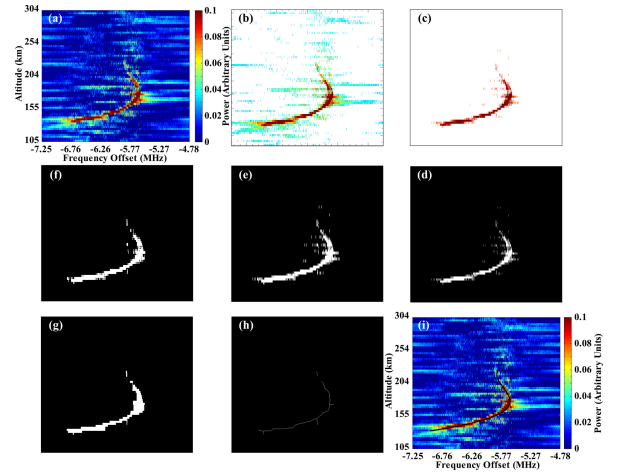 304
254
204
155
105
Altitude (km)
(a)
-7.25 -6.76 -6.26 -5.77 -5.27 -4.78
Frequency Offset (MHz)
0.1
0.08
0.06
0.04
0.02
0
Power (Arbitrary Units)
(b)
(c)
(f)
(e)
(d)
(g)
(h)
304
254
204
155
105
Altitude (km)
(i)
-7.25 -6.76 -6.26 -5.77 -5.27 -4.78
Frequency Offset (MHz)
0.1
0.08
0.06
0.04
0.02
0
Power (Arbitrary Units)